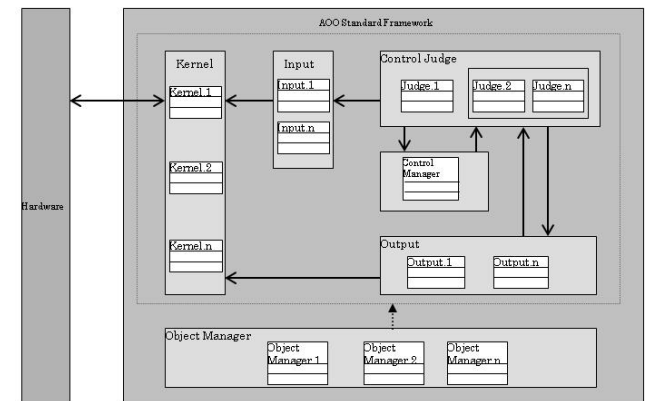 AOO Standard Framework
Hardware
Kernel
Kernel.1
Kernel.2
Kernel.n
Input
Input.1
Input.n
Control Judge
Judge.1
Judge.2
Judge.n
Control
Manager
Output
Output.1
Output.n
Object Manager
Object
Manager.1
Object
Manager.2
Object
Manager.n